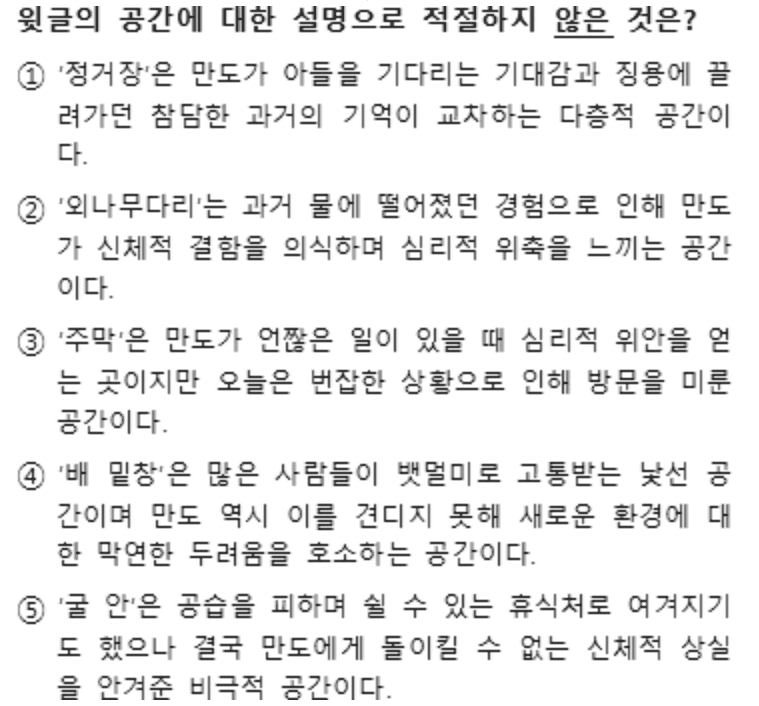 윗글의 공간에 대한 설명으로 적절하지 않은 것은?
① '정거장'은 만도가 아들을 기다리는 기대감과 징용에 끌
려가던 참담한 과거의 기억이 교차하는 다층적 공간이
다.
② '외나무다리'는 과거 물에 떨어졌던 경험으로 인해 만도
가 신체적 결함을 의식하며 심리적 위축을 느끼는 공간
이다.
③ '주막'은 만도가 언짢은 일이 있을 때 심리적 위안을 얻
는 곳이지만 오늘은 번잡한 상황으로 인해 방문을 미룬
공간이다.
④ '배 밑창'은 많은 사람들이 뱃멀미로 고통받는 낯선 공
간이며 만도 역시 이를 견디지 못해 새로운 환경에 대
한 막연한 두려움을 호소하는 공간이다.
⑤ '굴 안'은 공습을 피하며 쉴 수 있는 휴식처로 여겨지기
도 했으나 결국 만도에게 돌이킬 수 없는 신체적 상실
을 안겨준 비극적 공간이다.